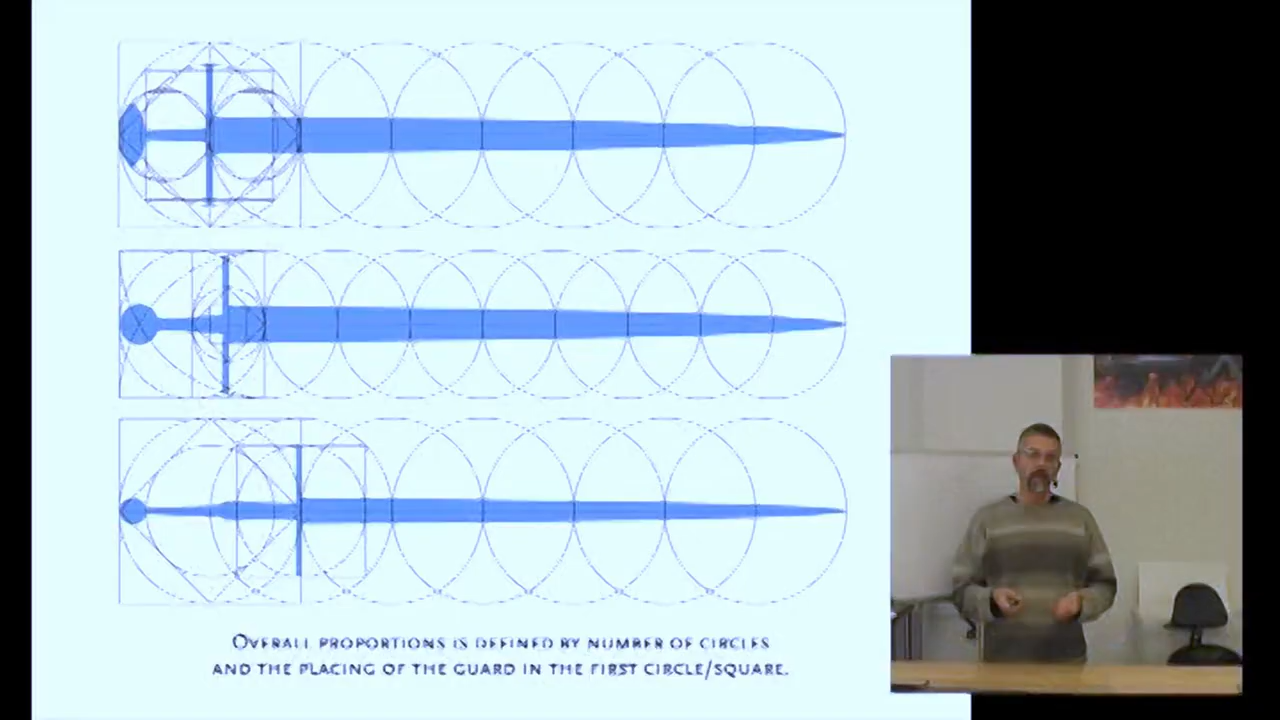 OVERALL PROPORTIONS IS DEFINED BY NUMBER OF CIRCLES
AND THE PLACING OF THE GUARD IN THE FIRST CIRCLE/SQUARE.